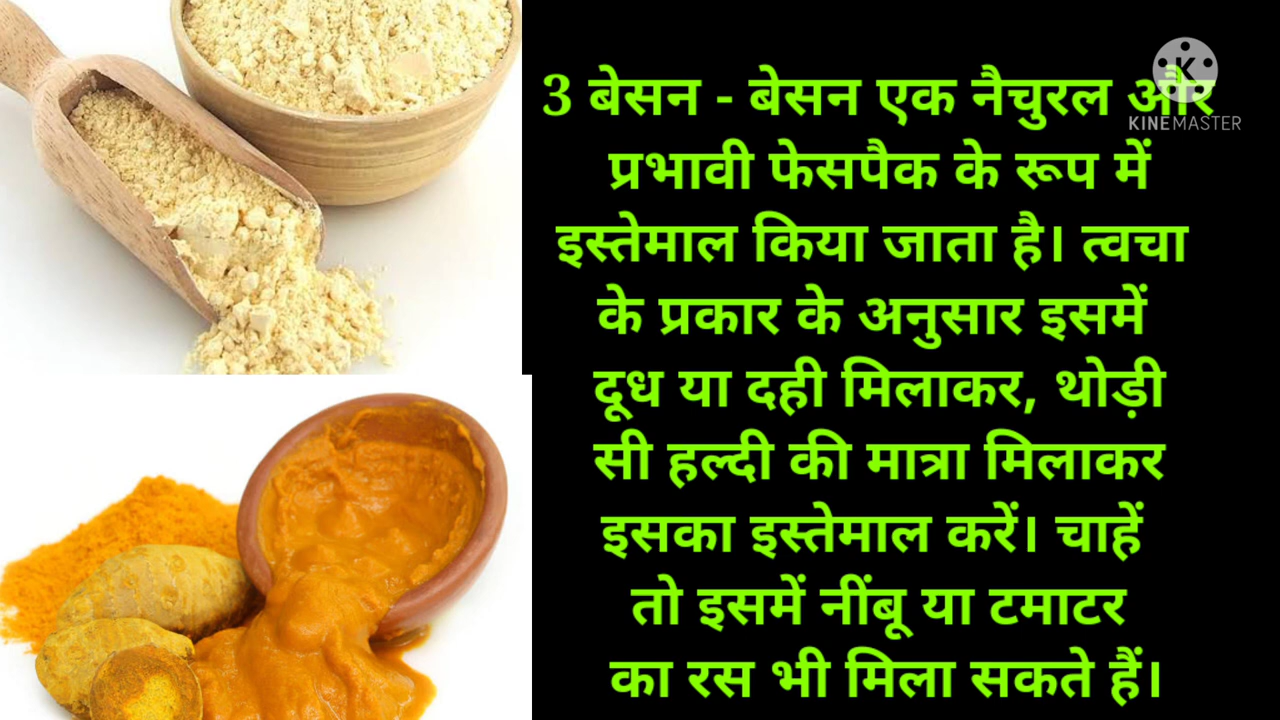 3 बेसन - बेसन एक नैचुरल और
प्रभावी फेसपैक के रूप में
इस्तेमाल किया जाता है। त्वचा
के प्रकार के अनुसार इसमें
दूध या दही मिलाकर, थोड़ी
सी हल्दी की मात्रा मिलाकर
इसका इस्तेमाल करें। चाहें
तो इसमें नींबू या टमाटर
का रस भी मिला सकते हैं।
K
KINEMASTER